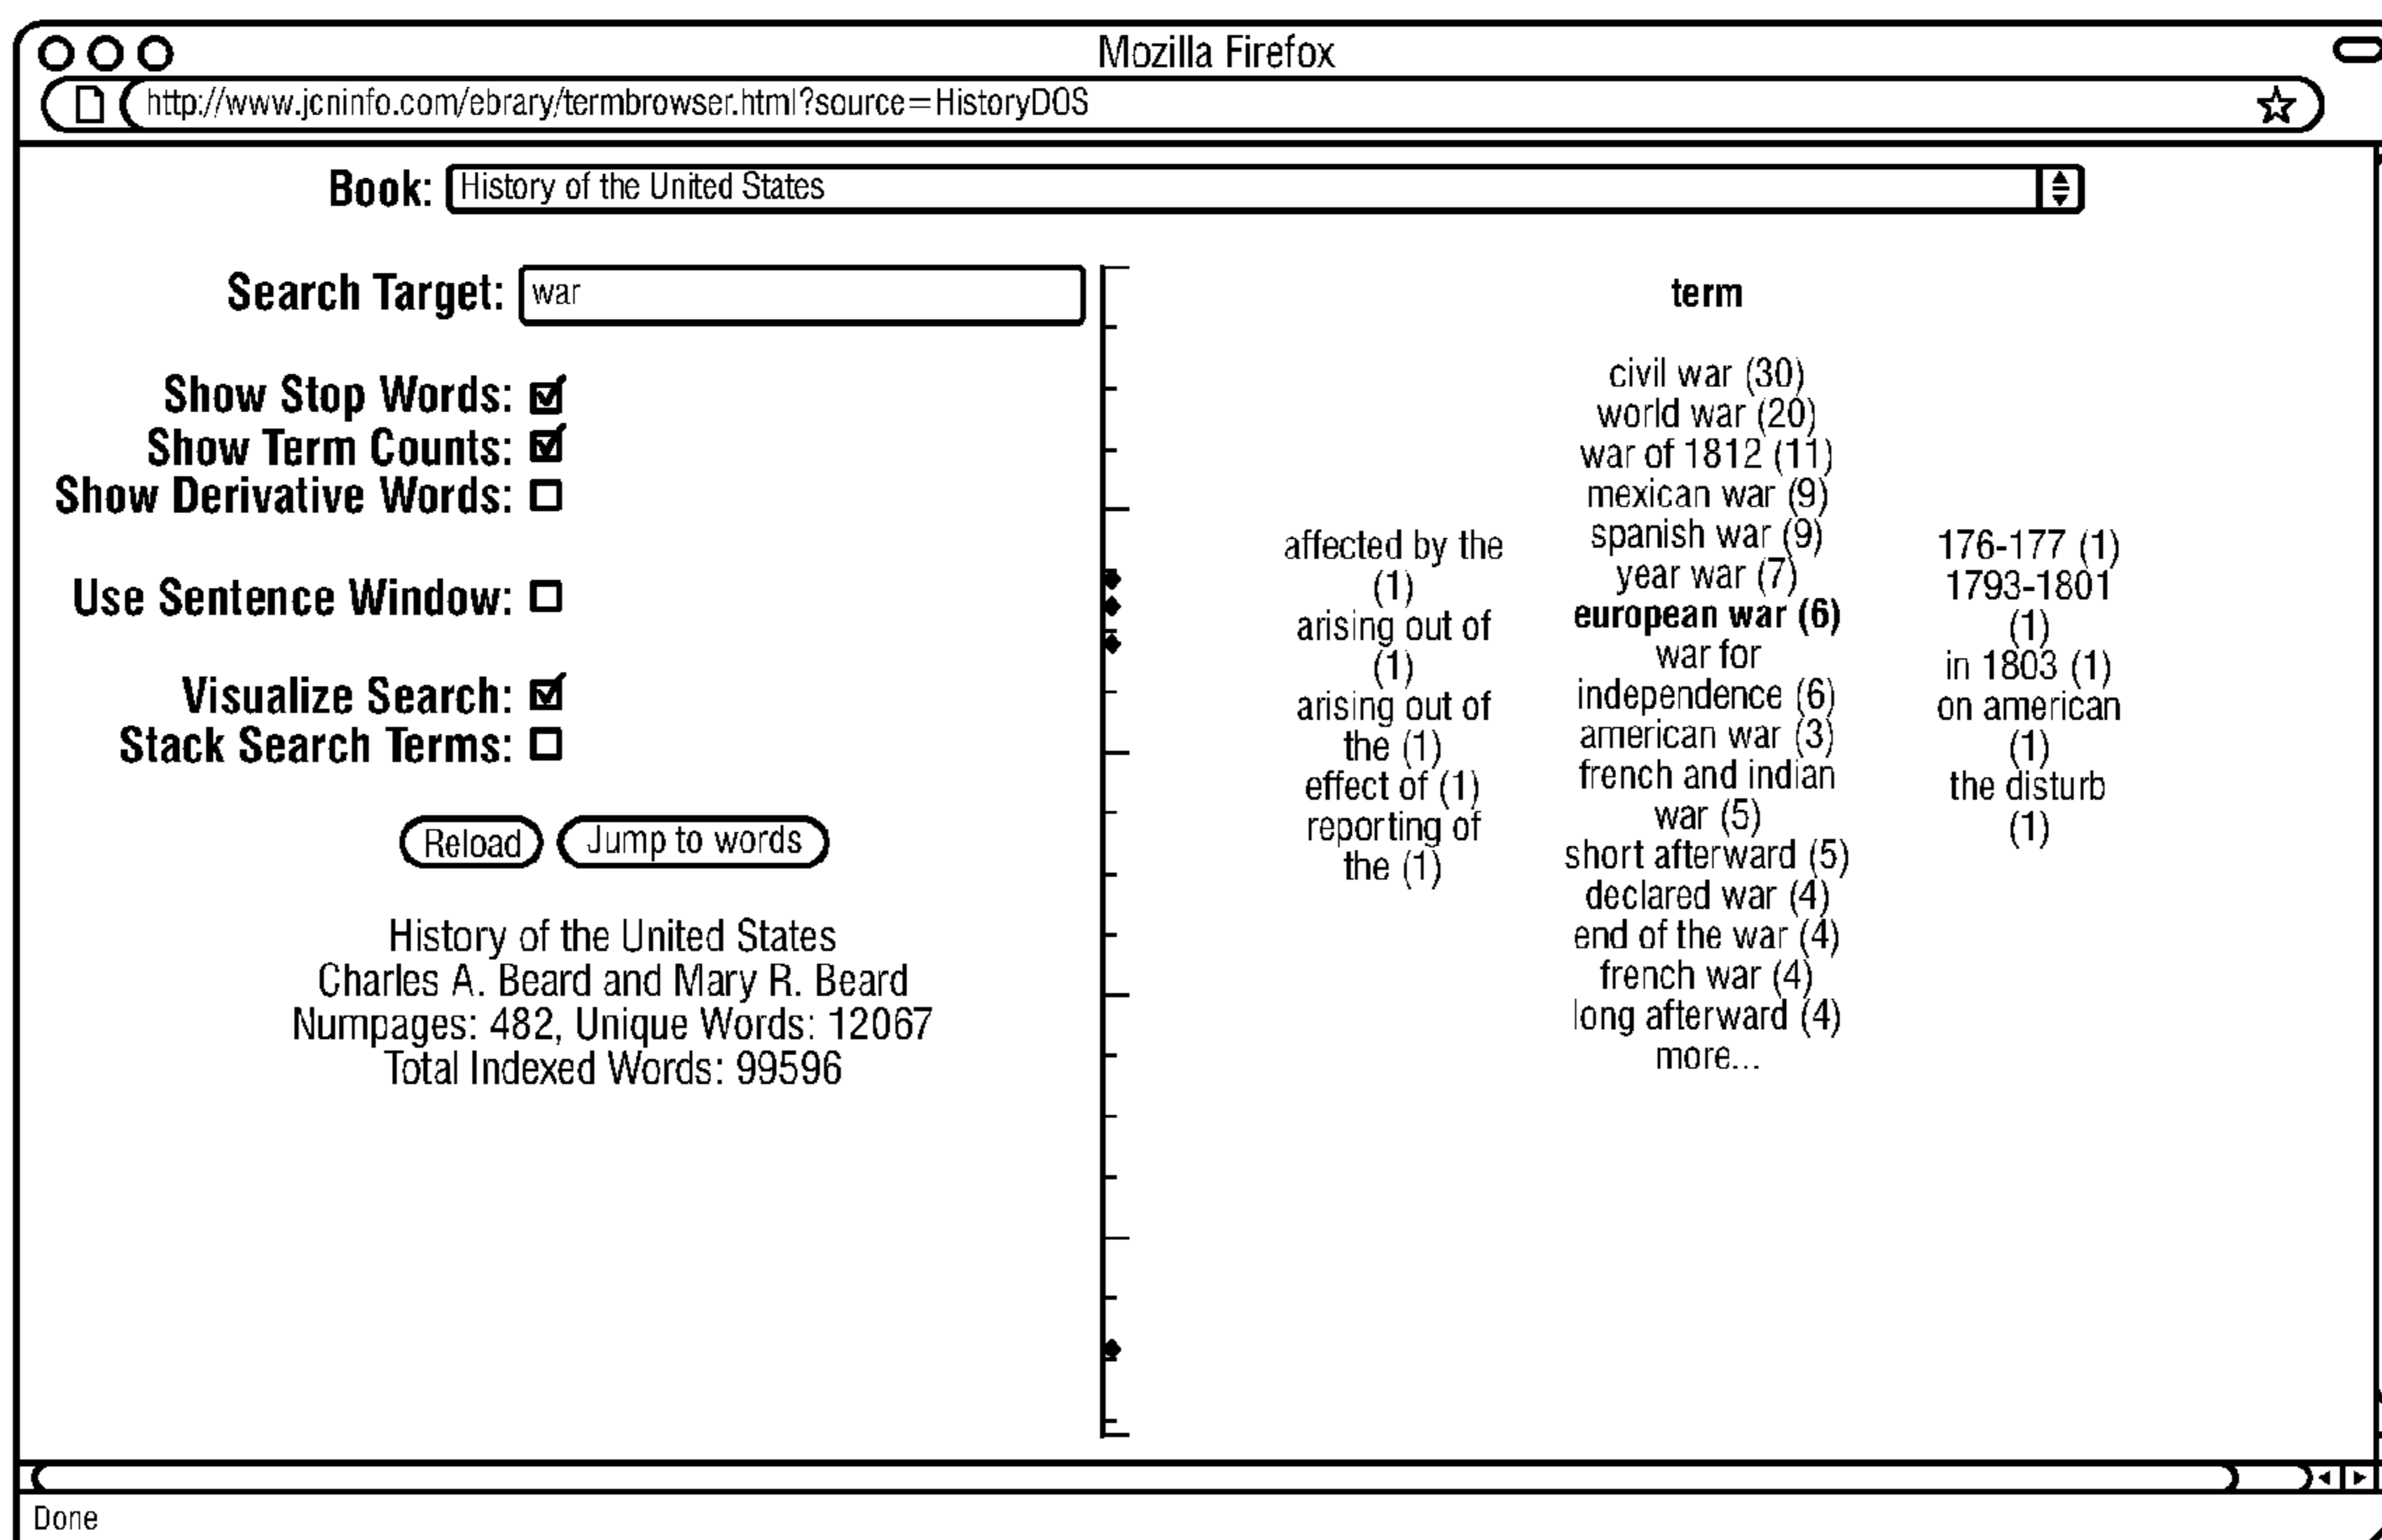 Mozilla Firefox
http://www.jcninfo.com/ebrary/termbrowser.html?source=HistoryDOS
Book: History of the United States
Search Target: war
Show Stop Words:
Show Term Counts:
Show Derivative Words:
Use Sentence Window:
Visualize Search:
Stack Search Terms:
Reload Jump to words
History of the United States
Charles A. Beard and Mary R. Beard
Numpages: 482, Unique Words: 12067
Total Indexed Words: 99596
affected by the
(1)
arising out of
(1)
arising out of
the (1)
effect of (1)
reporting of
the (1)
term
civil war (30)
world war (20)
war of 1812 (11)
mexican war (9)
spanish war (9)
year war (7)
european war (6)
war for
independence (6)
american war (3)
french and indian
war (5)
short afterward (5)
declared war (4)
end of the war (4)
french war (4)
long afterward (4)
more...
176-177 (1)
1793-1801
(1)
in 1803 (1)
on american
(1)
the disturb
(1)
Done